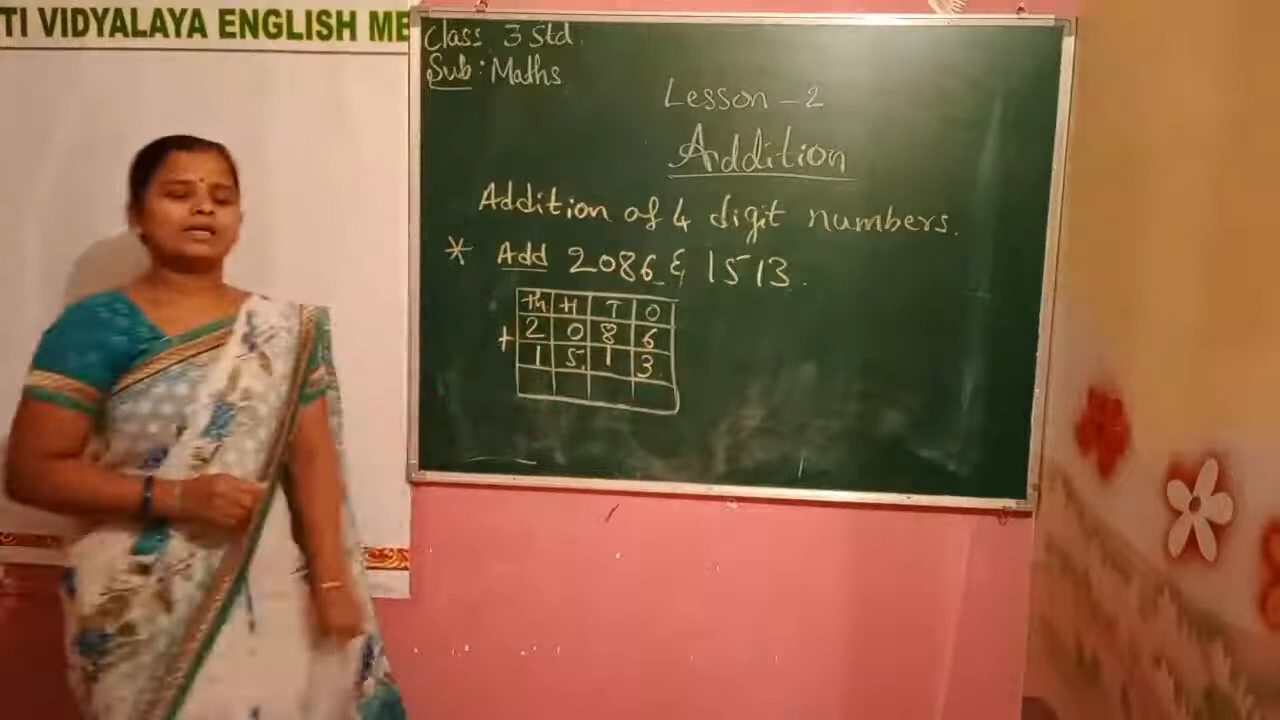 TI VIDYALAYA ENGLISH ME
Class 3 Std.
Sub: Maths
Lesson - 2
Addition
Addition of 4 digit numbers.
* Add 2086 & 1513.
Th H T O
+ 2 0 8 6
1 5 1 3